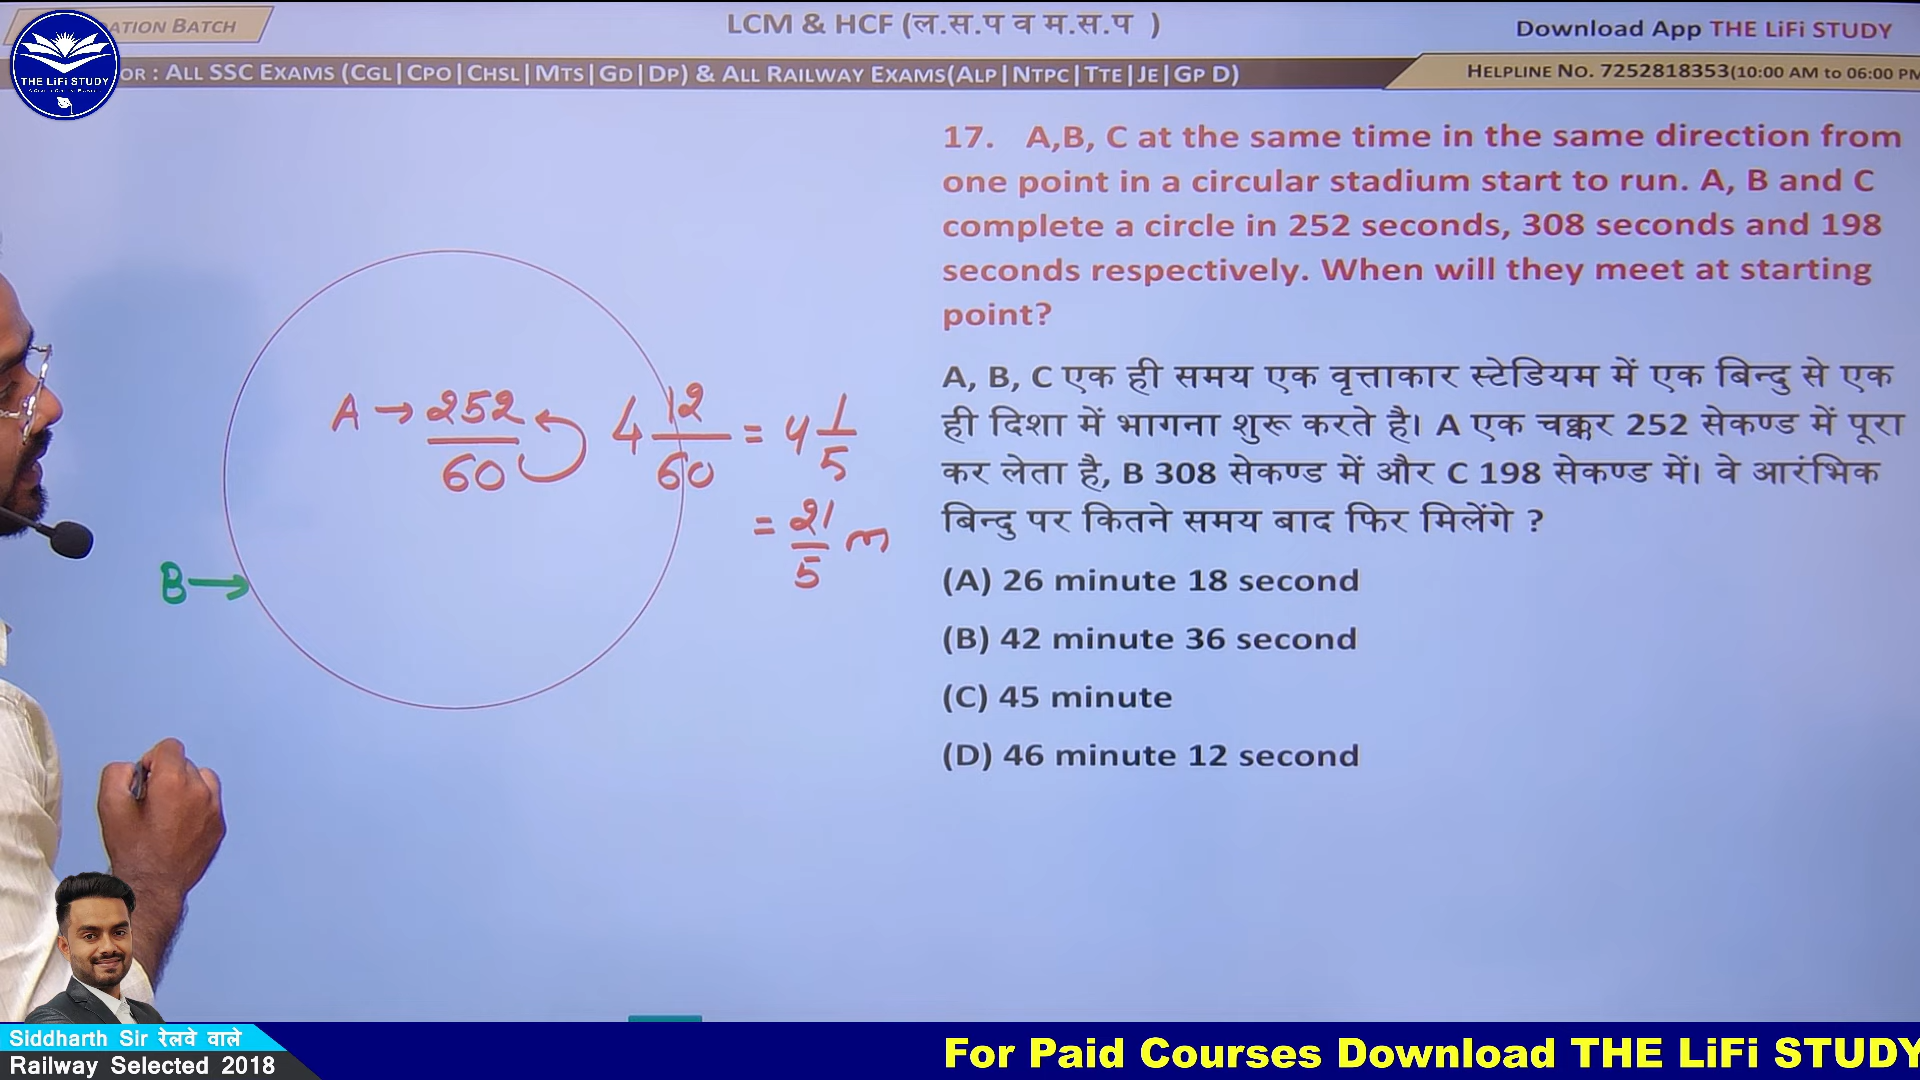 ATION BATCH
LCM & HCF (ल.स.प व म.स.प )
Download App THE LiFi STUDY
THE LiFi STUDY
OR : ALL SSC EXAMS (CGL|CPO|CHSL|MTS|GD|DP) & ALL RAILWAY EXAMS(ALP|NTPC|TTE|JE|GP D)
HELPLINE NO. 7252818353(10:00 AM TO 06:00 PM
17. A,B, C at the same time in the same direction from
one point in a circular stadium start to run. A, B and C
complete a circle in 252 seconds, 308 seconds and 198
seconds respectively. When will they meet at starting
point?
A, B, C एक ही समय एक वृत्ताकार स्टेडियम में एक बिन्दु से एक
ही दिशा में भागना शुरू करते है। A एक चक्कर 252 सेकण्ड में पूरा
कर लेता है, B 308 सेकण्ड में और C 198 सेकण्ड में। वे आरंभिक
बिन्दु पर कितने समय बाद फिर मिलेंगे ?
(A) 26 minute 18 second
(B) 42 minute 36 second
(C) 45 minute
(D) 46 minute 12 second
A → 252/60 4 12/60 = 4 1/5
= 21/5 m
B →
Siddharth Sir रेलवे वाले
Railway Selected 2018
For Paid Courses Download THE LiFi STUDY